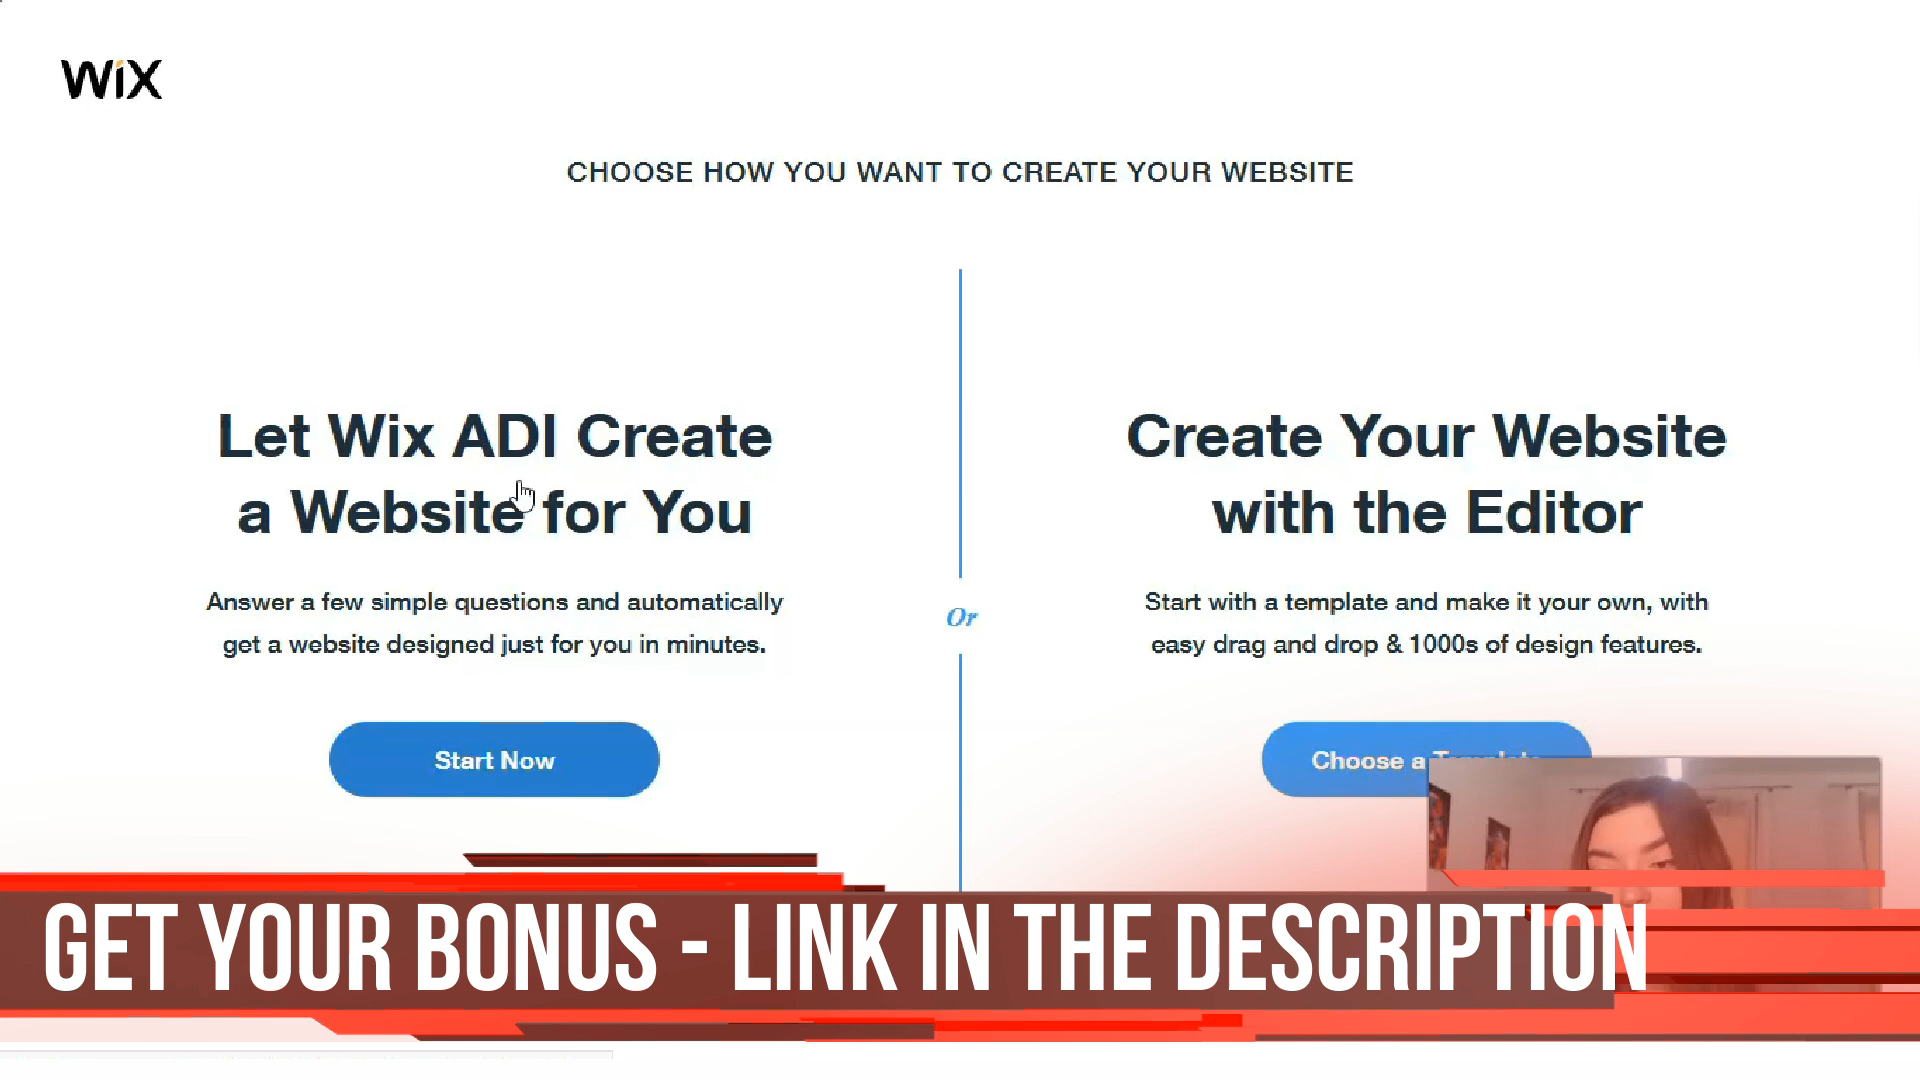 WiX
CHOOSE HOW YOU WANT TO CREATE YOUR WEBSITE
Let Wix ADI Create
a Website for You
Answer a few simple questions and automatically
get a website designed just for you in minutes.
Start Now
Or
Create Your Website
with the Editor
Start with a template and make it your own, with
easy drag and drop & 1000s of design features.
Choose a Template
GET YOUR BONUS - LINK IN THE DESCRIPTION